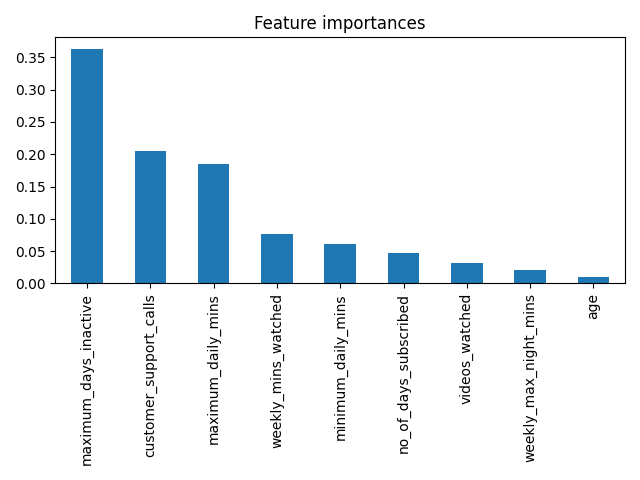 Feature importances
0.35
0.30
0.25
0.20
0.15
0.10
0.05
0.00
maximum_days_inactive
customer_support_calls
maximum_daily_mins
weekly_mins_watched
minimum_daily_mins
no_of_days_subscribed
videos_watched
weekly_max_night_mins
age